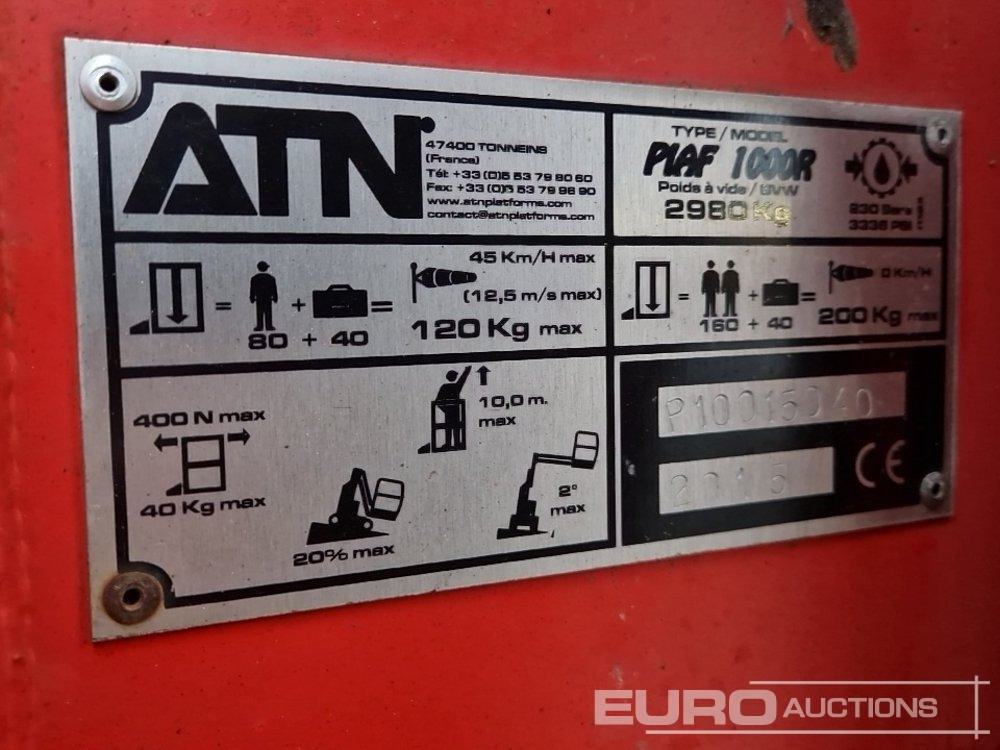 ATN
47400 TONNEINS
(France)
Tél: +33 (0)5 53 79 80 60
Fax: +33 (0)5 53 79 98 90
www.atnplatforms.com
contact@atnplatforms.com
TYPE / MODEL
PIAF 1000R
Poids à vide / UVW
2980 Kg
230 Bars
3336 PSI
45 Km/H max
(12,5 m/s max)
= + =
80 + 40
120 Kg max
0 Km/H
= + =
160 + 40
200 Kg max
400 N max
40 Kg max
10,0 m.
max
20% max
2°
max
P10015040
2015
CE
EURO AUCTIONS